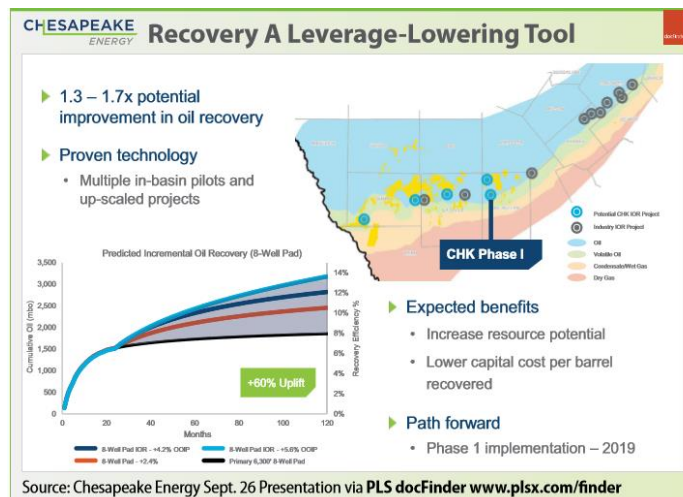 CHESAPEAKE
ENERGY
Recovery A Leverage-Lowering Tool
docFinder
1.3 – 1.7x potential
improvement in oil recovery
Proven technology
• Multiple in-basin pilots and
up-scaled projects
Potential CHK IOR Project
Industry IOR Project
Oil
Volatile Oil
Condensate/Wet Gas
Dry Gas
CHK Phase I
Predicted Incremental Oil Recovery (8-Well Pad)
Cumulative Oil (mbo)
3,500
3,000
2,500
2,000
1,500
1,000
500
0
14%
12%
10%
8%
6%
4%
2%
0%
Recovery Efficiency %
+60% Uplift
0 20 40 60 80 100 120
Months
8-Well Pad IOR - +4.2% OOIP
8-Well Pad IOR - +5.6% OOIP
8-Well Pad - +2.4%
Primary 6,300' 8-Well Pad
Expected benefits
• Increase resource potential
• Lower capital cost per barrel
recovered
Path forward
• Phase 1 implementation – 2019
Source: Chesapeake Energy Sept. 26 Presentation via PLS docFinder www.plsx.com/finder